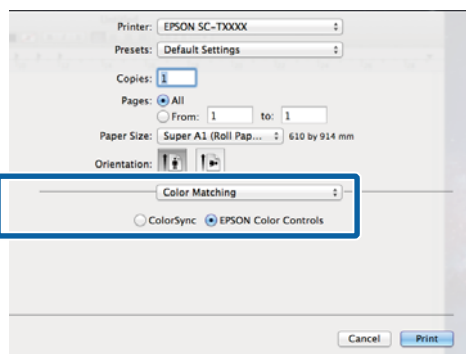 Printer: EPSON SC-TXXXX
Presets: Default Settings
Copies: 1
Pages: All
From: 1 to: 1
Paper Size: Super A1 (Roll Pap... 610 by 914 mm
Orientation:
Color Matching
ColorSync EPSON Color Controls
Cancel Print